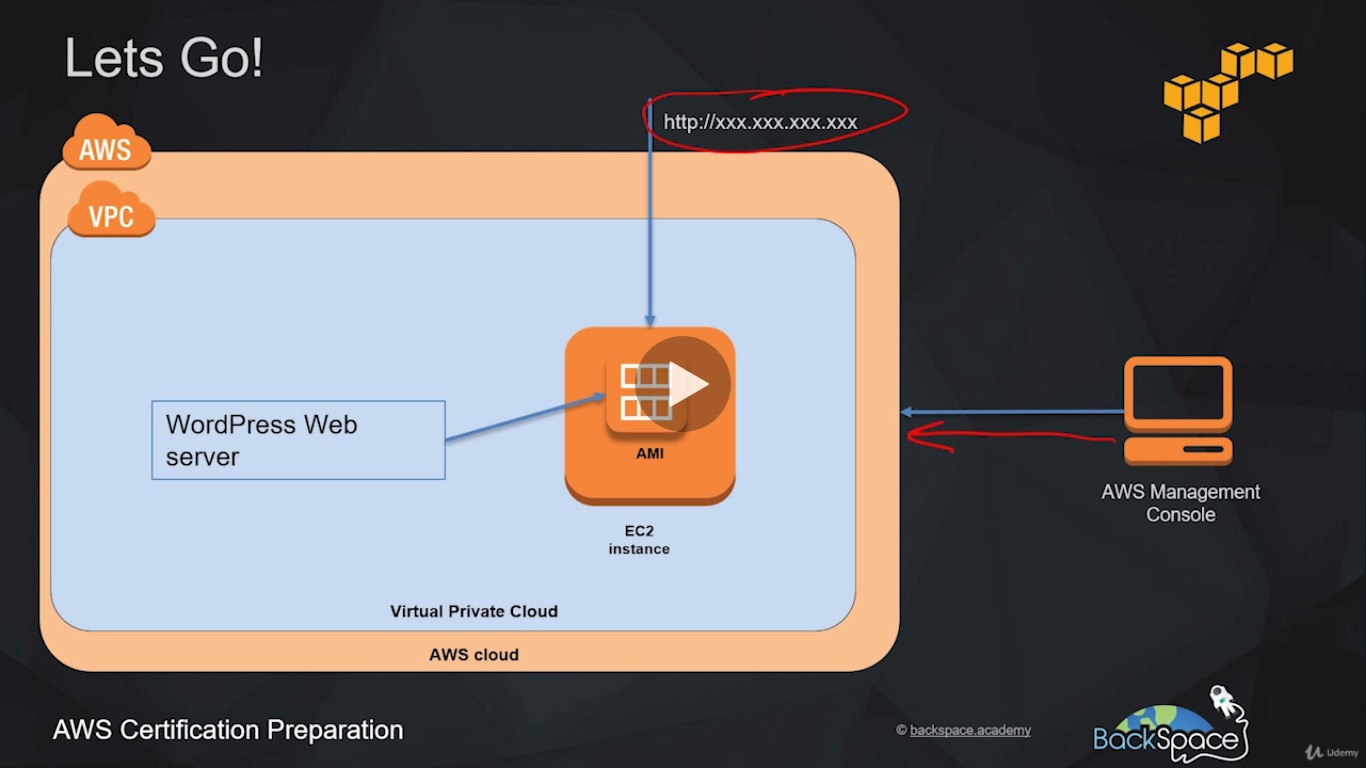 Lets Go!
http://xxx.xxx.xxx.xxx
AWS
VPC
WordPress Web
server
AMI
EC2
instance
AWS Management
Console
Virtual Private Cloud
AWS cloud
AWS Certification Preparation
© backspace.academy
BackSpace
Udemy